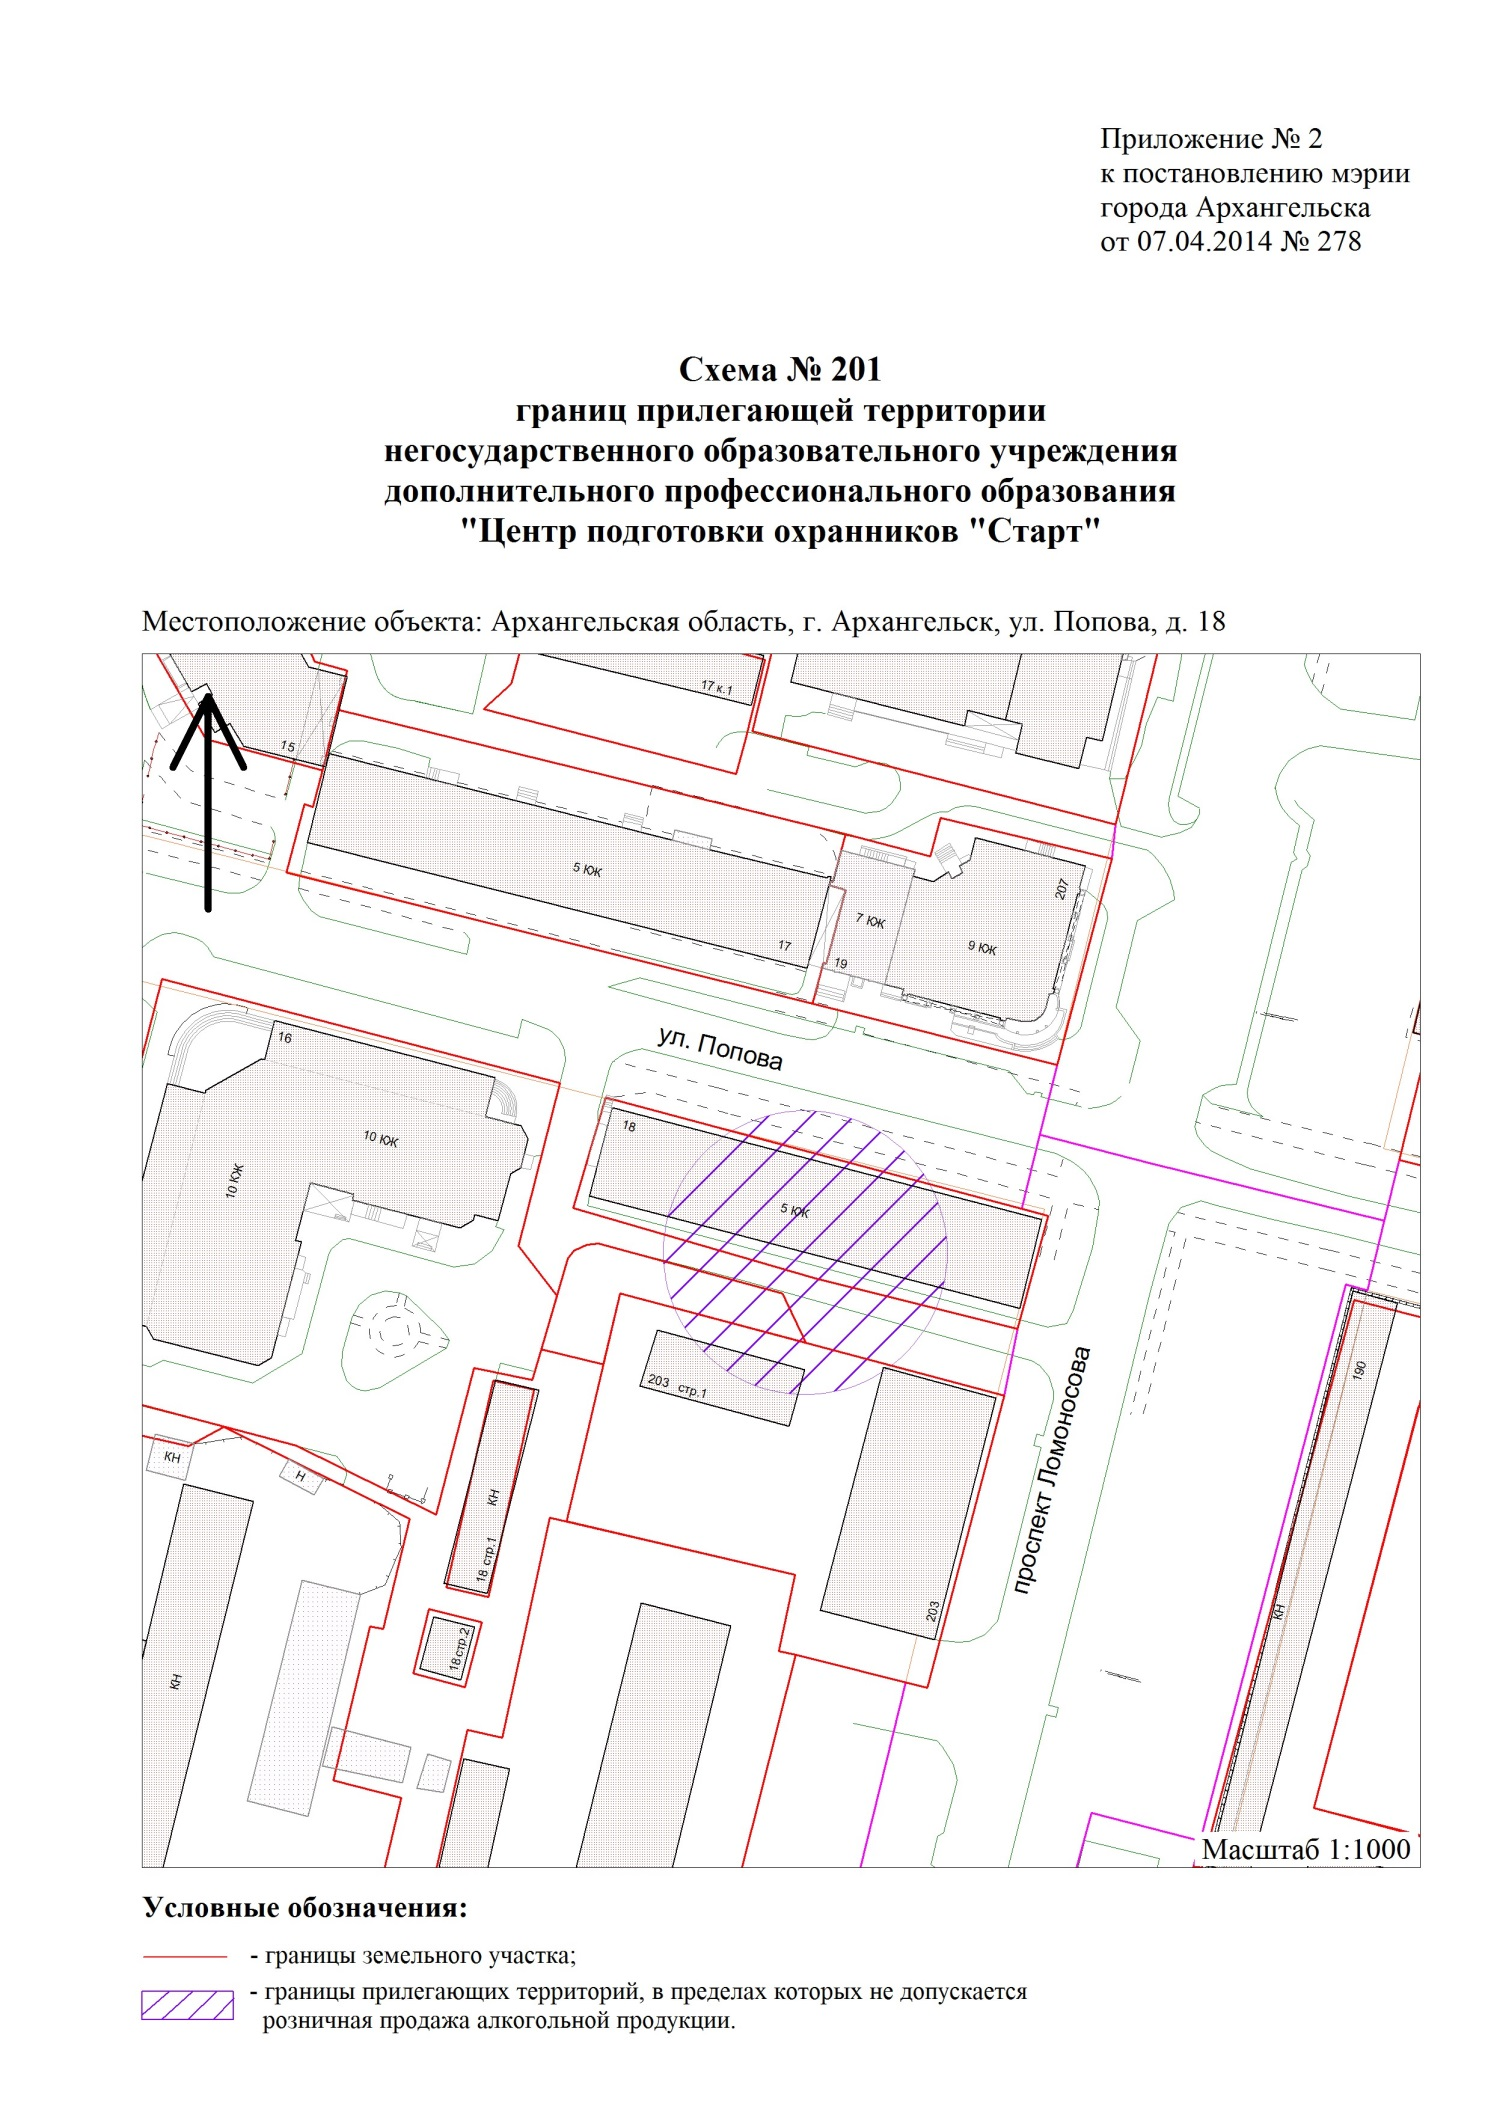 Приложение № 2
к постановлению мэрии
города Архангельска
от 07.04.2014 № 278
Схема № 201
границ прилегающей территории
негосударственного образовательного учреждения
дополнительного профессионального образования
"Центр подготовки охранников "Старт"
Местоположение объекта: Архангельская область, г. Архангельск, ул. Попова, д. 18
17 к.1
15
5 КЖ
17
7 КЖ
19
9 КЖ
207
ул. Попова
16
10 КЖ
10 КЖ
18
5 КЖ
203 стр.1
проспект Ломоносова
190
КН
Н
КН
18 стр.1
203
КН
18 стр.2
КН
Масштаб 1:1000
Условные обозначения:
- границы земельного участка;
- границы прилегающих территорий, в пределах которых не допускается
розничная продажа алкогольной продукции.